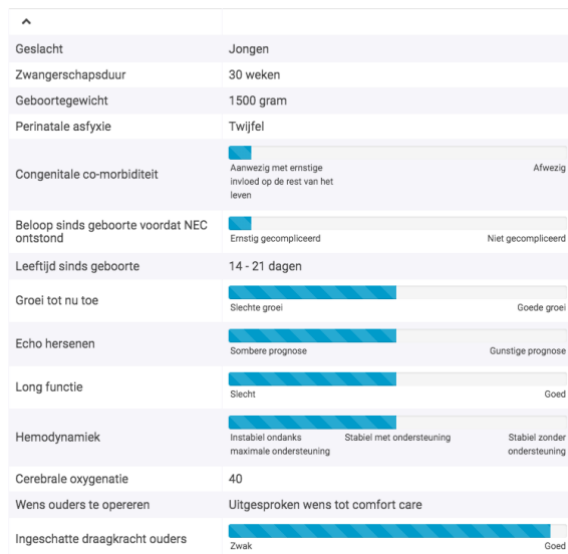 Geslacht Jongen
Zwangerschapsduur 30 weken
Geboortegewicht 1500 gram
Perinatale asfyxie Twijfel
Congenitale co-morbiditeit
Aanwezig met ernstige Afwezig
invloed op de rest van het
leven
Beloop sinds geboorte voordat NEC
ontstond
Ernstig gecompliceerd Niet gecompliceerd
Leeftijd sinds geboorte 14 - 21 dagen
Groei tot nu toe
Slechte groei Goede groei
Echo hersenen
Sombere prognose Gunstige prognose
Long functie
Slecht Goed
Hemodynamiek
Instabiel ondanks Stabiel met ondersteuning Stabiel zonder
maximale ondersteuning ondersteuning
Cerebrale oxygenatie 40
Wens ouders te opereren Uitgesproken wens tot comfort care
Ingeschatte draagkracht ouders
Zwak Goed